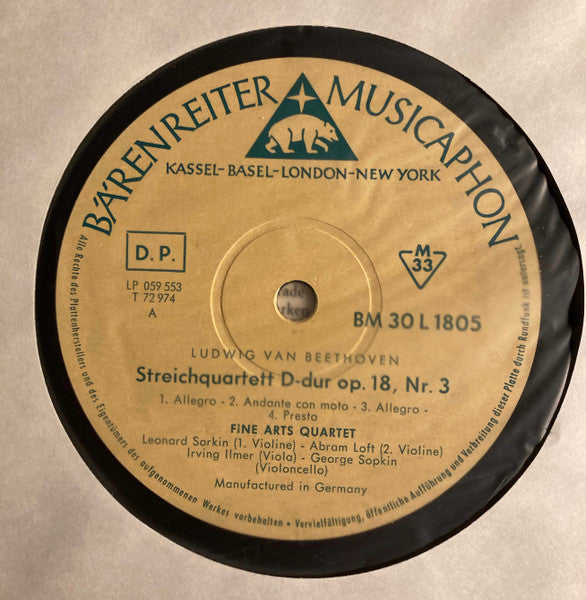 BÄRENREITER MUSICAPHON
KASSEL-BASEL-LONDON-NEW YORK
D. P.
LP 059 553
T 72 974
A
M
33
ade
rken
BM 30 L 1805
LUDWIG VAN BEETHOVEN
Streichquartett D-dur op. 18, Nr. 3
1. Allegro - 2. Andante con moto - 3. Allegro -
4. Presto
FINE ARTS QUARTET
Leonard Sorkin (1. Violine) - Abram Loft (2. Violine)
Irving Ilmer (Viola) - George Sopkin
(Violoncello)
Manufactured in Germany
Alle Rechte des Plattenherstellers und des Eigentümers des aufgenommenen Werkes vorbehalten • Vervielfältigung, öffentliche Aufführung und Verbreitung dieser Platte durch Rundfunk ist untersagt.